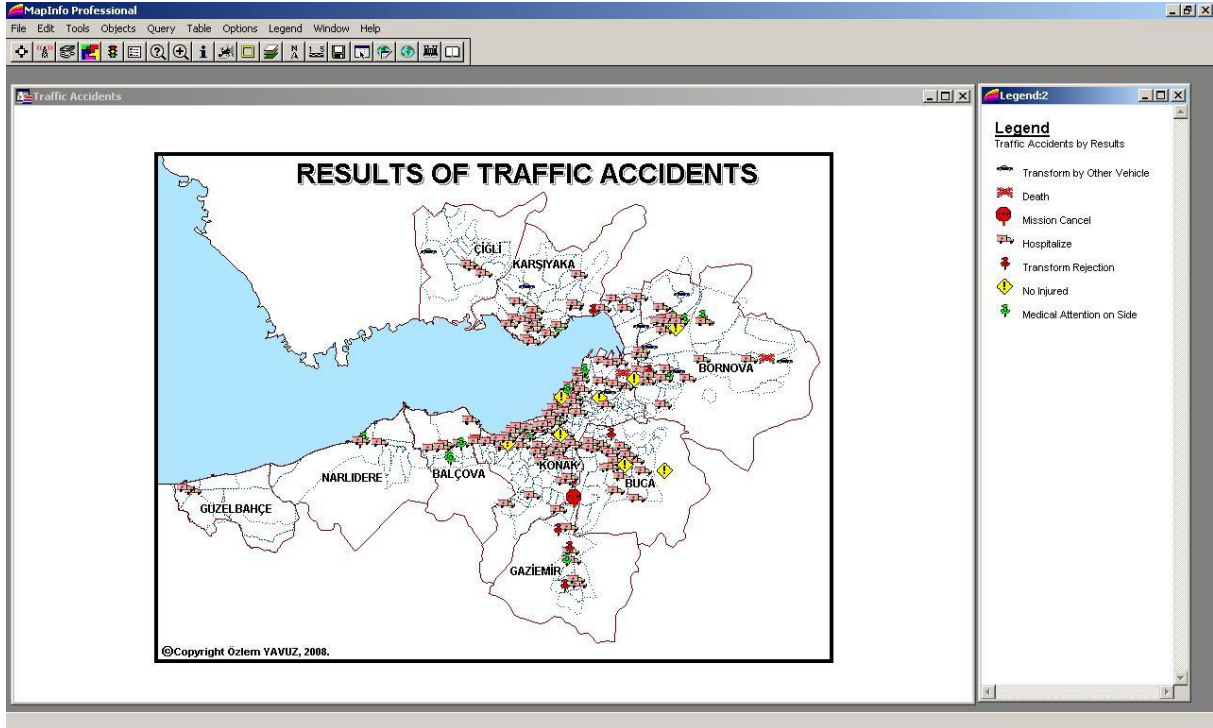 MapInfo Professional
File Edit Tools Objects Query Table Options Legend Window Help
Traffic Accidents
RESULTS OF TRAFFIC ACCIDENTS
ÇİĞLİ
KARŞIYAKA
BORNOVA
NARLIDERE
BALÇOVA
KONAK
BUCA
GÜZELBAHÇE
GAZİEMİR
©Copyright Özlem YAVUZ, 2008.
Legend:2
Legend
Traffic Accidents by Results
Transform by Other Vehicle
Death
Mission Cancel
Hospitalize
Transform Rejection
No Injured
Medical Attention on Side